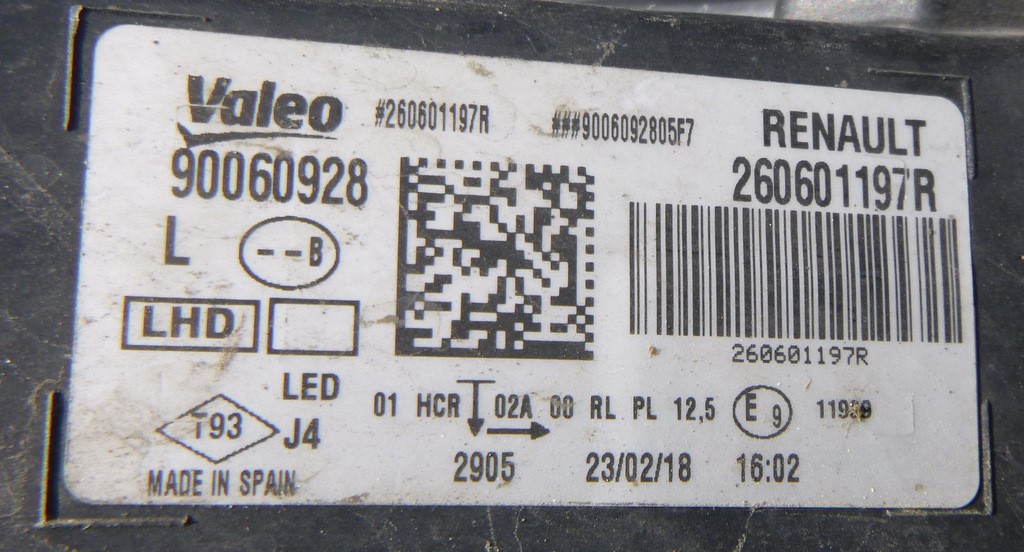 Valeo #260601197R ###9006092805F7 RENAULT
90060928 260601197R
L --B
LHD
260601197R
LED
01 HCR 02A 00 RL PL 12,5 E9
T93 J4
2905 23/02/18 16:02
MADE IN SPAIN